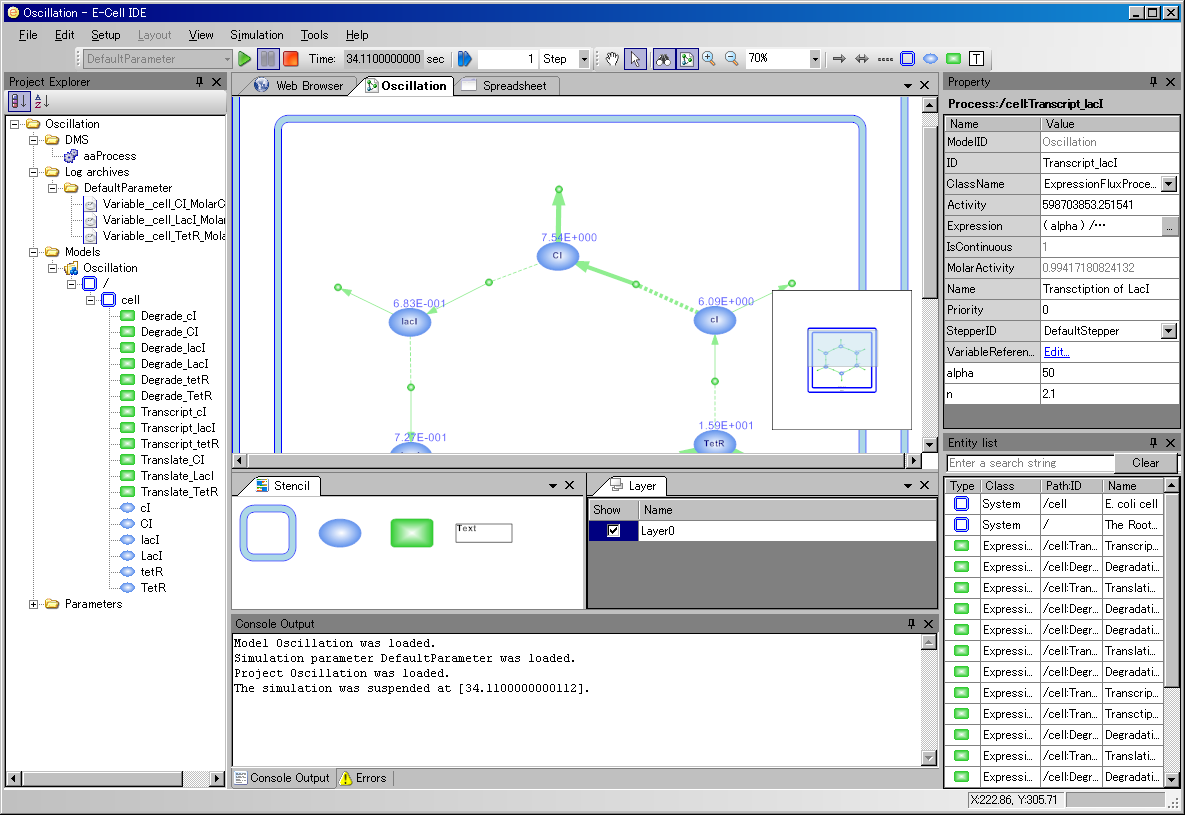 Oscillation - E-Cell IDE
File Edit Setup Layout View Simulation Tools Help
DefaultParameter Time: 34.1100000000 sec 1 Step 70% T
Project Explorer
Oscillation
DMS
aaProcess
Log archives
DefaultParameter
Variable__cell_CI_MolarC
Variable__cell_LacI_Molar
Variable__cell_TetR_Mola
Models
Oscillation
/
cell
Degrade_cI
Degrade_CI
Degrade_lacI
Degrade_LacI
Degrade_tetR
Degrade_TetR
Transcript_cI
Transcript_lacI
Transcript_tetR
Translate_CI
Translate_LacI
Translate_TetR
cI
CI
lacI
LacI
tetR
TetR
Parameters
Web Browser Oscillation Spreadsheet
7.54E+000
CI
6.83E-001
lacI
6.09E+000
cI
7.27E-001
1.59E+001
TetR
Stencil
Text
Layer
Show Name
Layer0
Console Output
Model Oscillation was loaded.
Simulation parameter DefaultParameter was loaded.
Project Oscillation was loaded.
The simulation was suspended at [34.1100000000112].
Console Output Errors
Property
Process:/cell:Transcript_lacI
Name Value
ModelID Oscillation
ID Transcript_lacI
ClassName ExpressionFluxProce...
Activity 598703853.251541
Expression ( alpha ) /... ...
IsContinuous 1
MolarActivity 0.99417180824132
Name Transctiption of LacI
Priority 0
StepperID DefaultStepper
VariableReferen... Edit...
alpha 50
n 2.1
Entity list
Enter a search string Clear
Type Class Path:ID Name
System /cell E. coli cell
System / The Root...
Expressi... /cell:Tran... Transcrip...
Expressi... /cell:Degr... Degradati...
Expressi... /cell:Tran... Translati...
Expressi... /cell:Degr... Degradati...
Expressi... /cell:Degr... Degradati...
Expressi... /cell:Tran... Translati...
Expressi... /cell:Degr... Degradati...
Expressi... /cell:Tran... Transcrip...
Expressi... /cell:Tran... Transctip...
Expressi... /cell:Degr... Degradati...
Expressi... /cell:Tran... Translati...
Expressi... /cell:Degr... Degradati...
X:222.86, Y:305.71